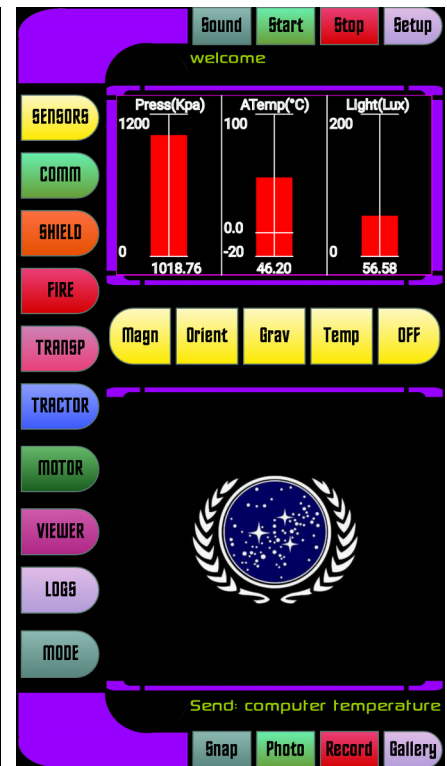 Sound Start Stop Setup
welcome
SENSORS
COMM
SHIELD
FIRE
TRANSP
TRACTOR
MOTOR
VIEWER
LOGS
MODE
Press(Kpa) ATemp(°C) Light(Lux)
1200 100 200
0.0
0 -20 0
1018.76 46.20 56.58
Magn Orient Grav Temp OFF
Send: computer temperature
Snap Photo Record Gallery